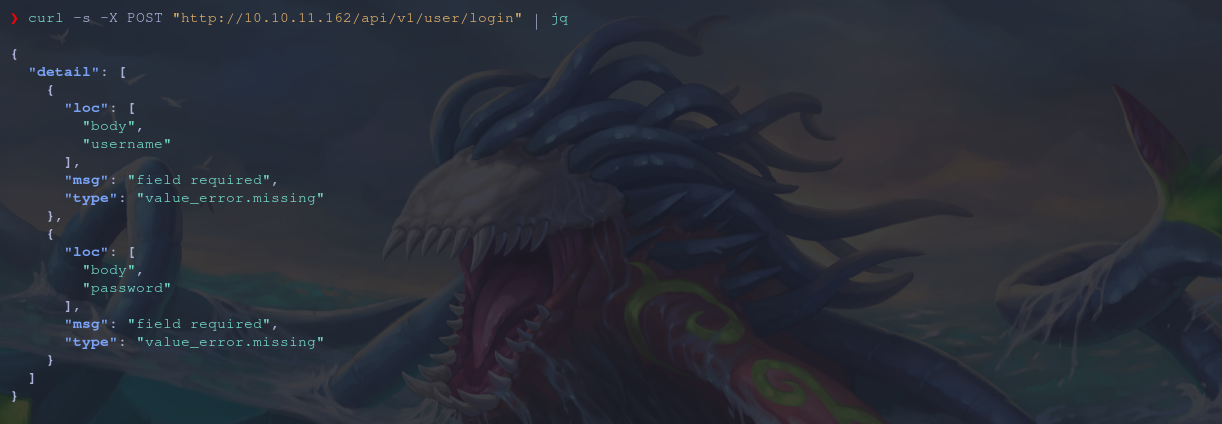 ❯ curl -s -X POST "http://10.10.11.162/api/v1/user/login" | jq
{
  "detail": [
    {
      "loc": [
        "body",
        "username"
      ],
      "msg": "field required",
      "type": "value_error.missing"
    },
    {
      "loc": [
        "body",
        "password"
      ],
      "msg": "field required",
      "type": "value_error.missing"
    }
  ]
}